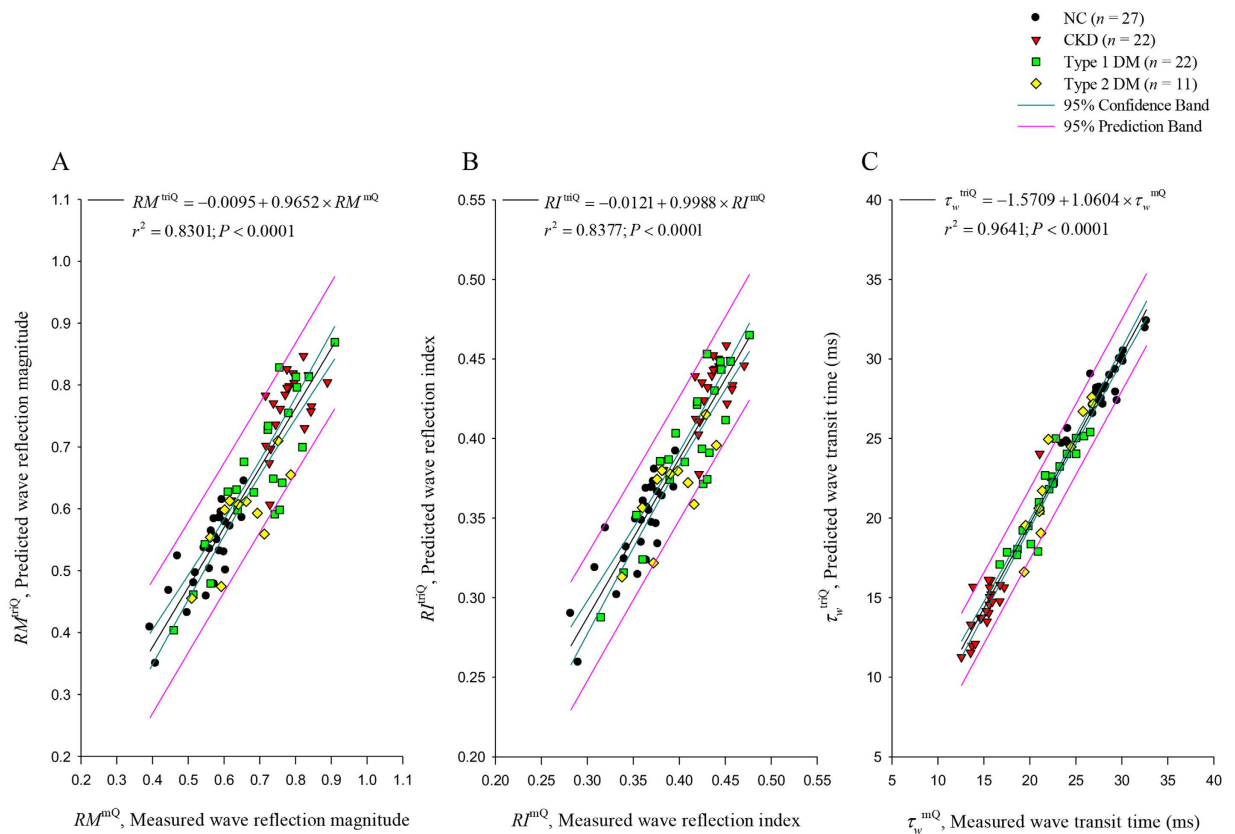 NC (n = 27)
CKD (n = 22)
Type 1 DM (n = 22)
Type 2 DM (n = 11)
95% Confidence Band
95% Prediction Band
A
RM^triQ = −0.0095 + 0.9652 × RM^mQ
r² = 0.8301; P < 0.0001
1.1
1.0
0.9
0.8
0.7
0.6
0.5
0.4
0.3
0.2
0.2 0.3 0.4 0.5 0.6 0.7 0.8 0.9 1.0 1.1
RM^triQ, Predicted wave reflection magnitude
RM^mQ, Measured wave reflection magnitude
B
RI^triQ = −0.0121 + 0.9988 × RI^mQ
r² = 0.8377; P < 0.0001
0.55
0.50
0.45
0.40
0.35
0.30
0.25
0.20
0.20 0.25 0.30 0.35 0.40 0.45 0.50 0.55
RI^triQ, Predicted wave reflection index
RI^mQ, Measured wave reflection index
C
τ_w^triQ = −1.5709 + 1.0604 × τ_w^mQ
r² = 0.9641; P < 0.0001
40
35
30
25
20
15
10
5
5 10 15 20 25 30 35 40
τ_w^triQ, Predicted wave transit time (ms)
τ_w^mQ, Measured wave transit time (ms)